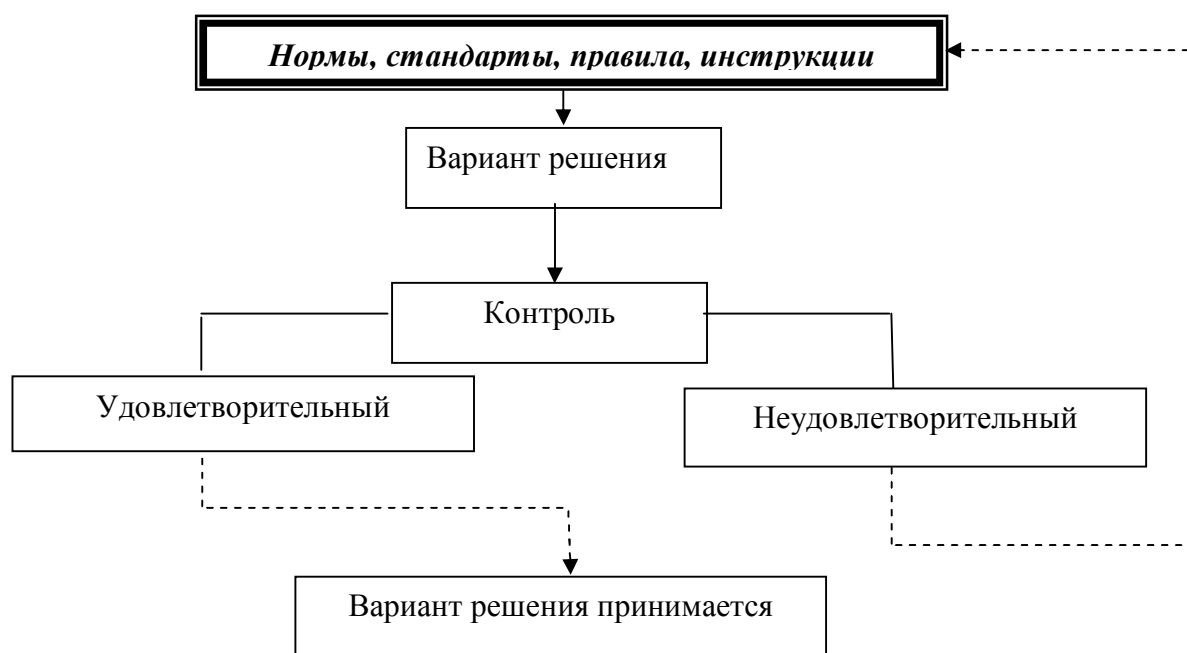 Нормы, стандарты, правила, инструкции
Вариант решения
Контроль
Удовлетворительный
Неудовлетворительный
Вариант решения принимается